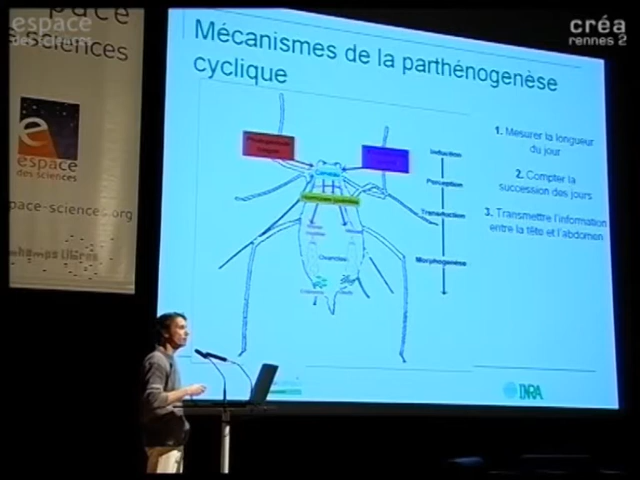 espace
des sciences
créa
rennes 2
espace
des sciences
espace
des sciences
Mécanismes de la parthénogenèse
cyclique
Induction
Perception
Transduction
Morphogenèse
Ovarioles
1. Mesurer la longueur
du jour
2. Compter la
succession des jours
3. Transmettre l'information
entre la tête et l'abdomen
INRA